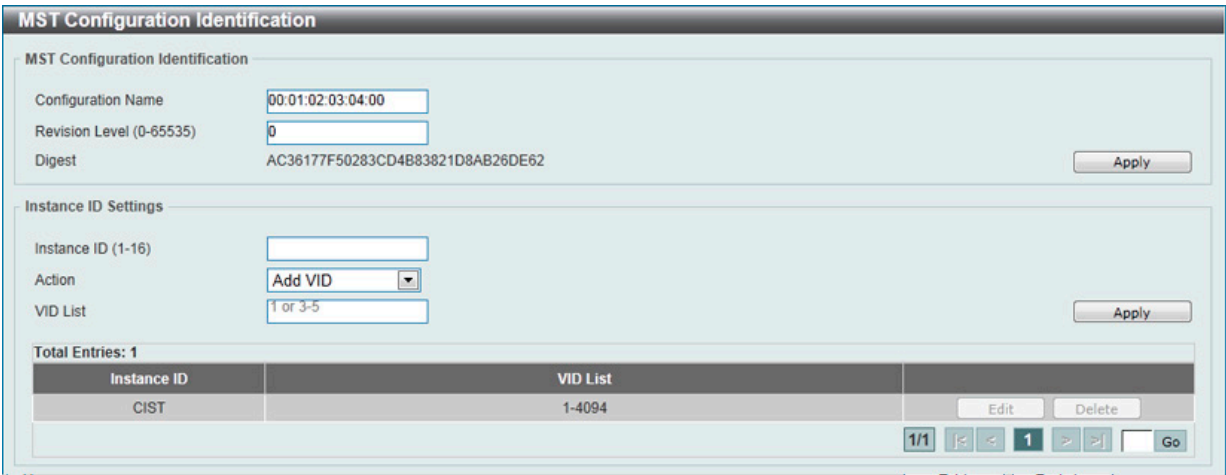 MST Configuration Identification
MST Configuration Identification
Configuration Name 00:01:02:03:04:00
Revision Level (0-65535) 0
Digest AC36177F50283CD4B83821D8AB26DE62 Apply
Instance ID Settings
Instance ID (1-16)
Action Add VID
VID List 1 or 3-5 Apply
Total Entries: 1
Instance ID VID List
CIST 1-4094 Edit Delete
1/1 |< < 1 > >| Go